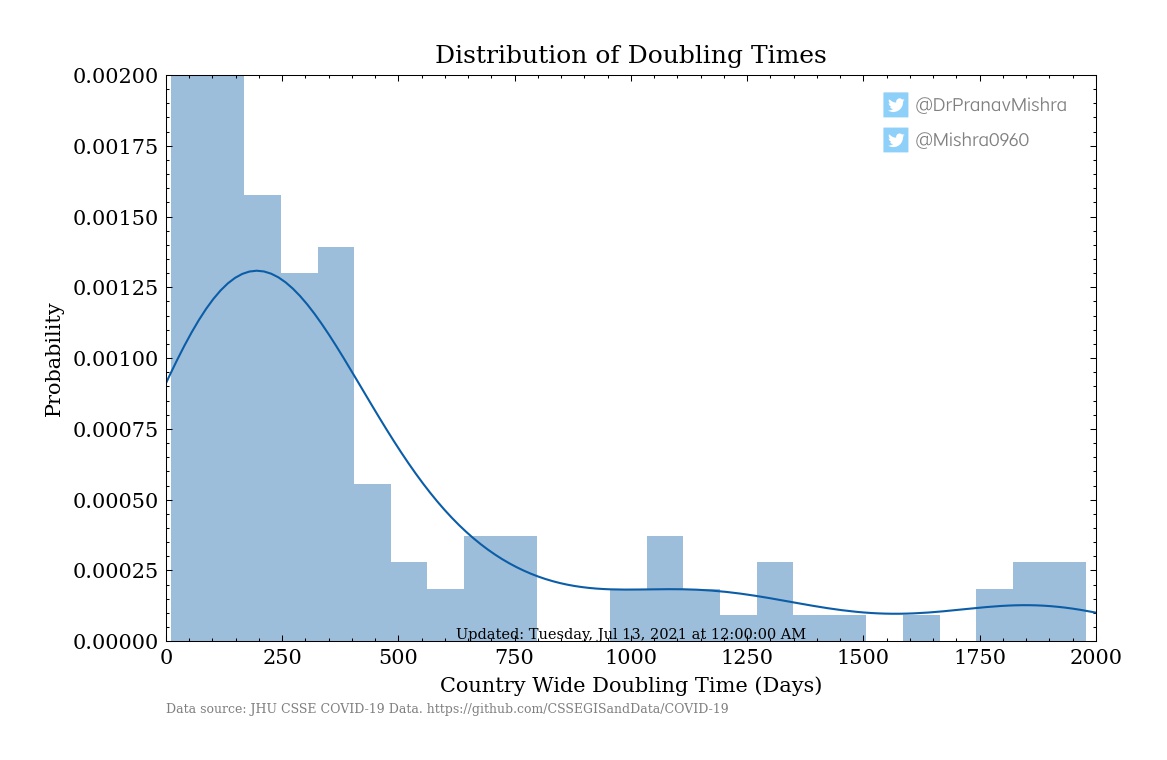 Distribution of Doubling Times
@DrPranavMishra
@Mishra0960
Probability
0.00200
0.00175
0.00150
0.00125
0.00100
0.00075
0.00050
0.00025
0.00000
Updated: Tuesday, Jul 13, 2021 at 12:00:00 AM
0 250 500 750 1000 1250 1500 1750 2000
Country Wide Doubling Time (Days)
Data source: JHU CSSE COVID-19 Data. https://github.com/CSSEGISandData/COVID-19